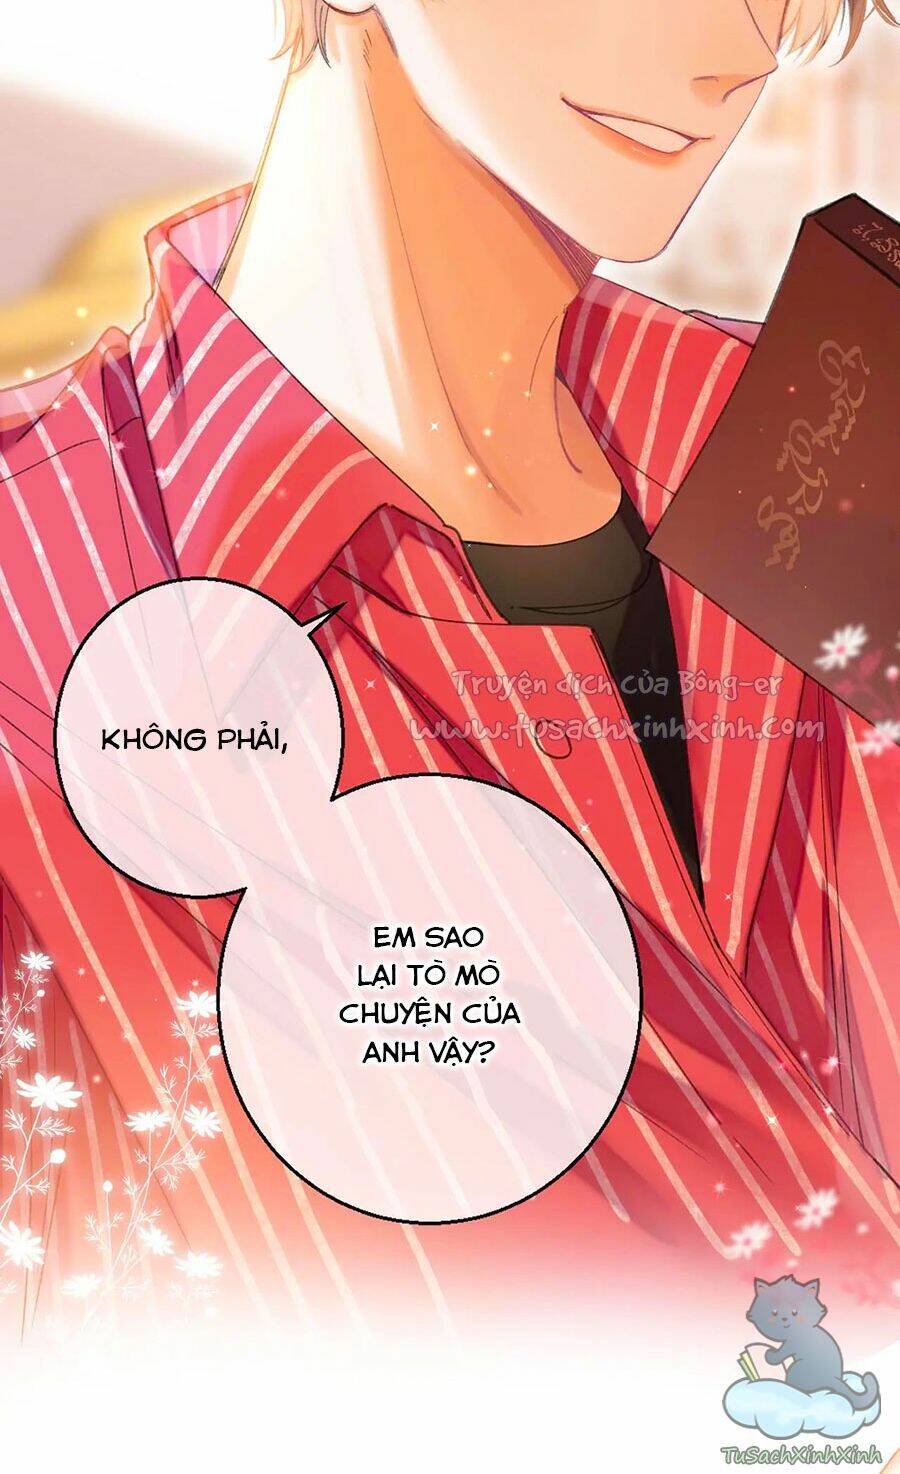 Truyện dịch của Bông-er
www.tusachxinhxinh.com
KHÔNG PHẢI,
EM SAO
LẠI TÒ MÒ
CHUYỆN CỦA
ANH VẬY?
TuSachXinhXinh